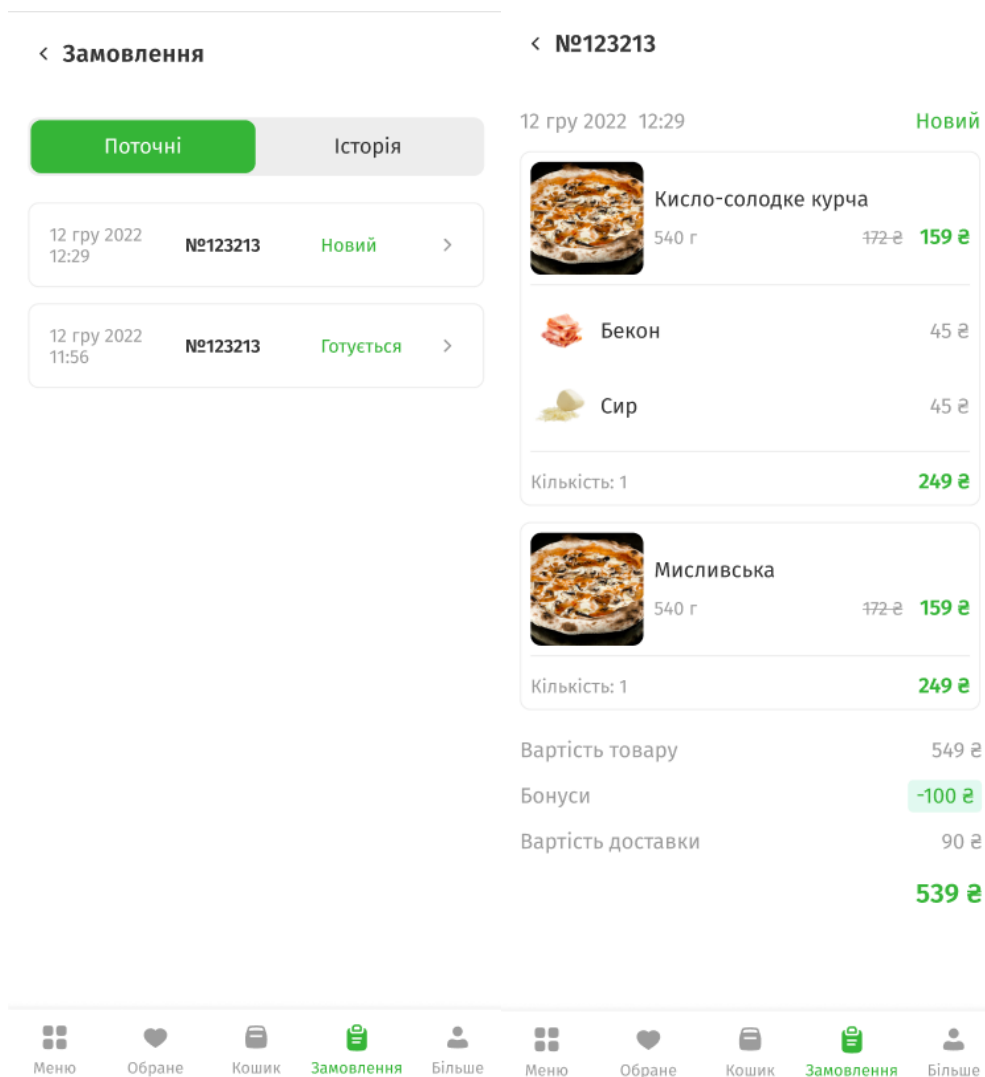 Замовлення
Поточні
Історія
12 гру 2022
12:29
№123213
Новий
12 гру 2022
11:56
№123213
Готується
Меню
Обране
Кошик
Замовлення
Більше
№123213
12 гру 2022 12:29
Новий
Кисло-солодке курча
540 г
172 ₴ 159 ₴
Бекон
45 ₴
Сир
45 ₴
Кількість: 1
249 ₴
Мисливська
540 г
172 ₴ 159 ₴
Кількість: 1
249 ₴
Вартість товару
549 ₴
Бонуси
-100 ₴
Вартість доставки
90 ₴
539 ₴
Меню
Обране
Кошик
Замовлення
Більше